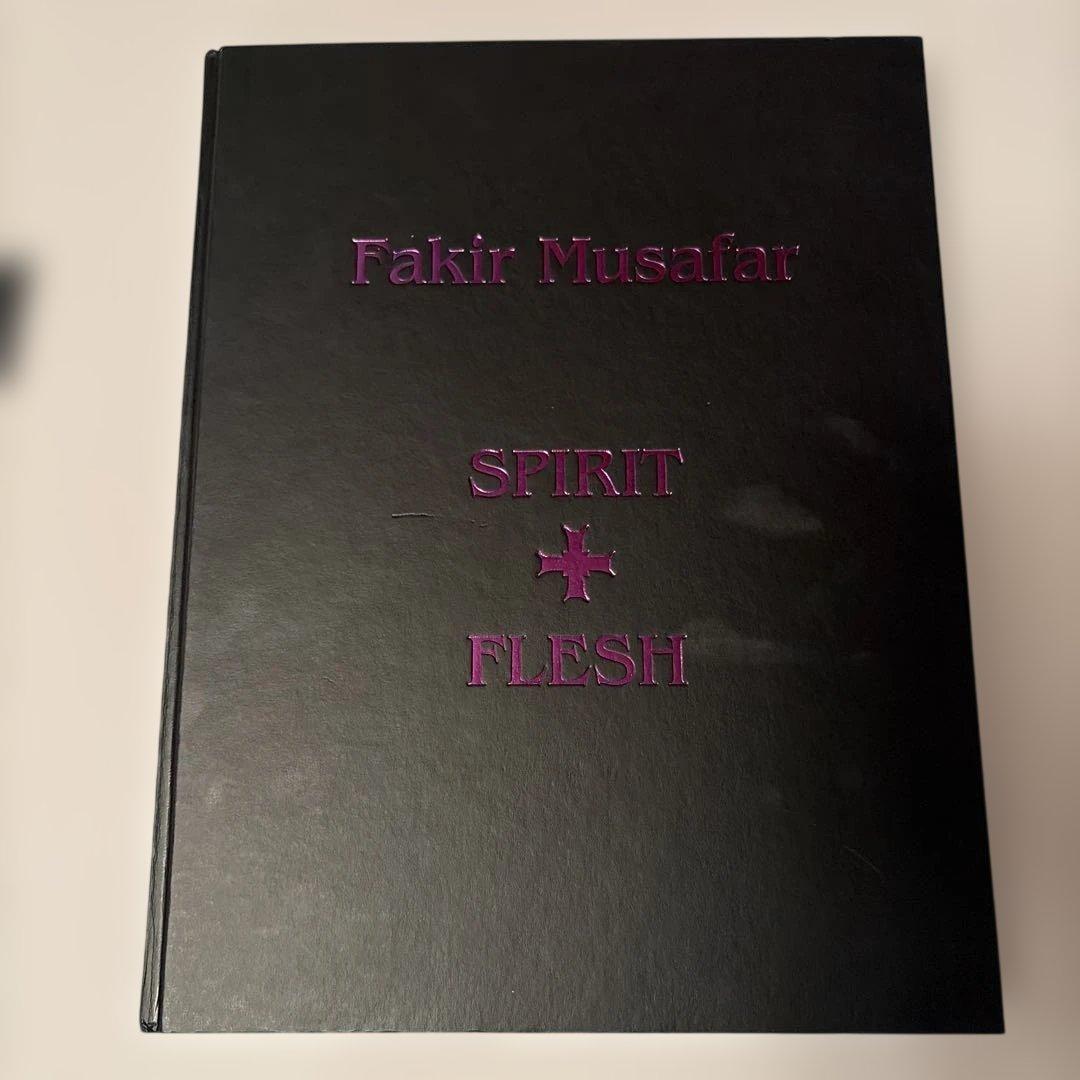 Fakir Musafar
SPIRIT
+
FLESH